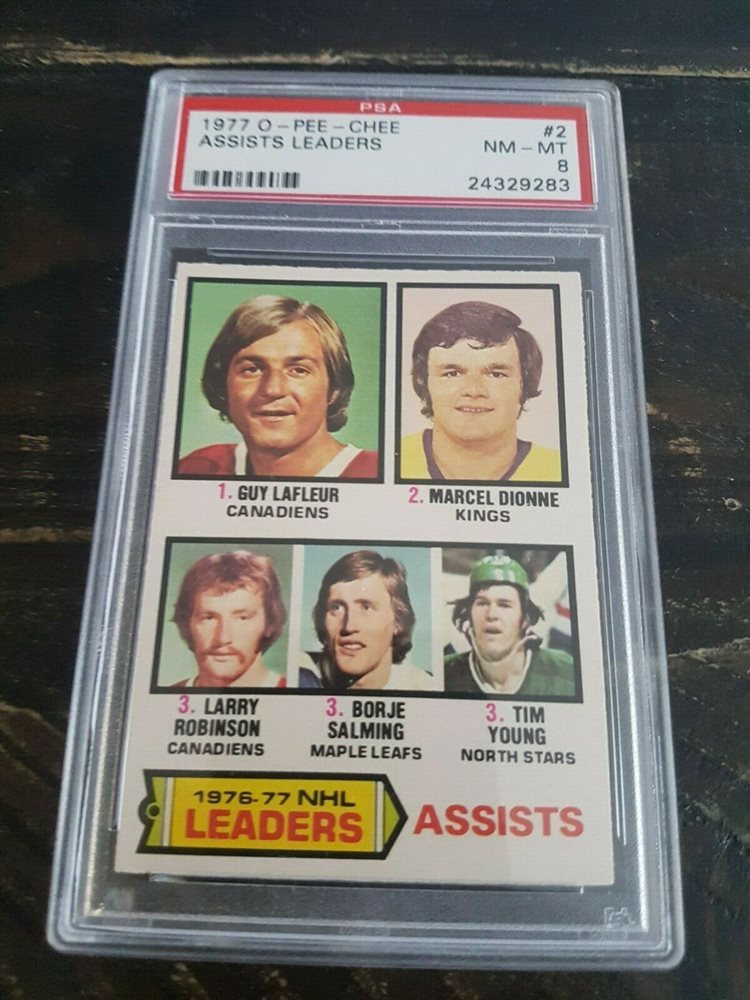 PSA
1977 O-PEE-CHEE #2
ASSISTS LEADERS NM-MT
8
24329283
1. GUY LAFLEUR
CANADIENS
2. MARCEL DIONNE
KINGS
3. LARRY
ROBINSON
CANADIENS
3. BORJE
SALMING
MAPLE LEAFS
3. TIM
YOUNG
NORTH STARS
1976-77 NHL
LEADERS
ASSISTS